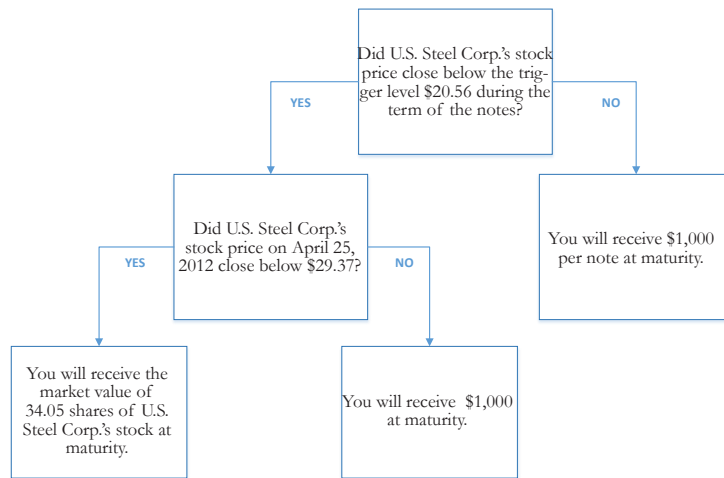 Did U.S. Steel Corp.'s stock
price close below the trig-
ger level $20.56 during the
term of the notes?
YES
NO
Did U.S. Steel Corp.'s
stock price on April 25,
2012 close below $29.37?
You will receive $1,000
per note at maturity.
YES
NO
You will receive the
market value of
34.05 shares of U.S.
Steel Corp.'s stock at
maturity.
You will receive $1,000
at maturity.